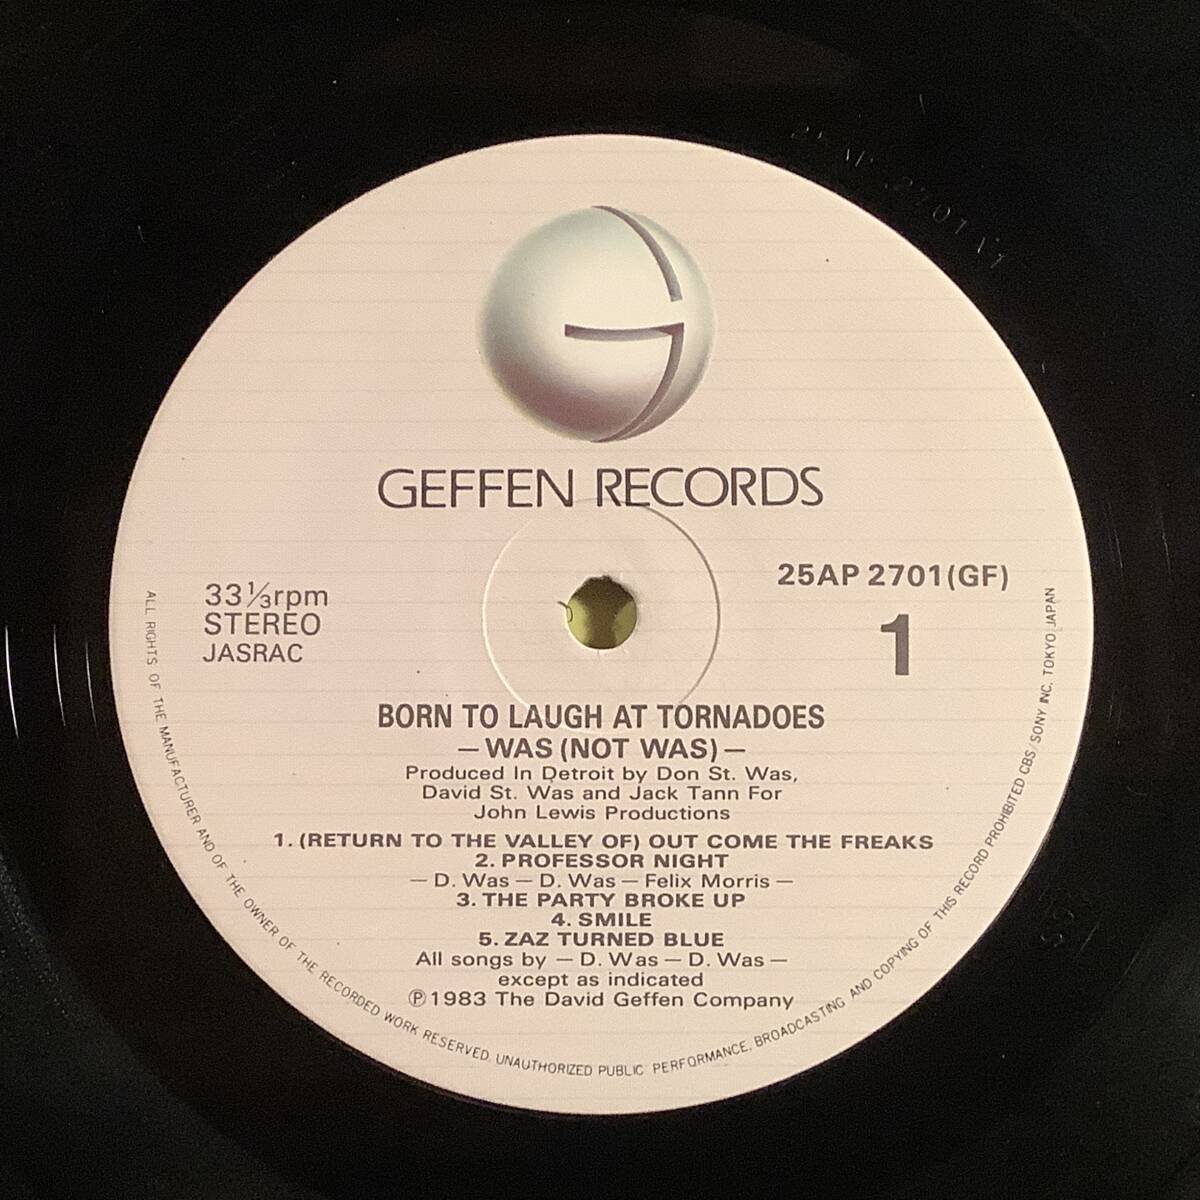 GEFFEN RECORDS
25AP 2701(GF)
1
33⅓rpm
STEREO
JASRAC
BORN TO LAUGH AT TORNADOES
—WAS (NOT WAS)—
Produced In Detroit by Don St. Was,
David St. Was and Jack Tann For
John Lewis Productions
1. (RETURN TO THE VALLEY OF) OUT COME THE FREAKS
2. PROFESSOR NIGHT
— D. Was — D. Was — Felix Morris —
3. THE PARTY BROKE UP
4. SMILE
5. ZAZ TURNED BLUE
All songs by — D. Was — D. Was —
except as indicated
Ⓟ1983 The David Geffen Company
ALL RIGHTS OF THE MANUFACTURER AND OF THE OWNER OF THE RECORDED WORK RESERVED. UNAUTHORIZED PUBLIC PERFORMANCE, BROADCASTING AND COPYING OF THIS RECORD PROHIBITED CBS/SONY INC. TOKYO JAPAN